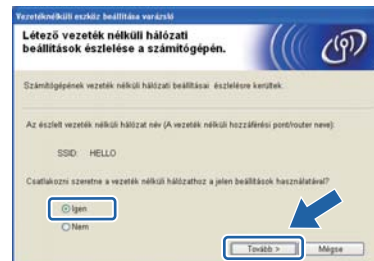 Vezetéknélküli eszköz beállítása varázsló
Létező vezeték nélküli hálózati
beállítások észlelése a számítógépén.
Számítógépének vezeték nélküli hálózati beállításai észlelésre kerültek.
Az észlelt vezeték nélküli hálózat név (A vezeték nélküli hozzáférési pont/router neve):
SSID: HELLO
Csatlakozni szeretne a vezeték nélküli hálózathoz a jelen beállítások használatával?
Igen
Nem
Tovább >
Mégse